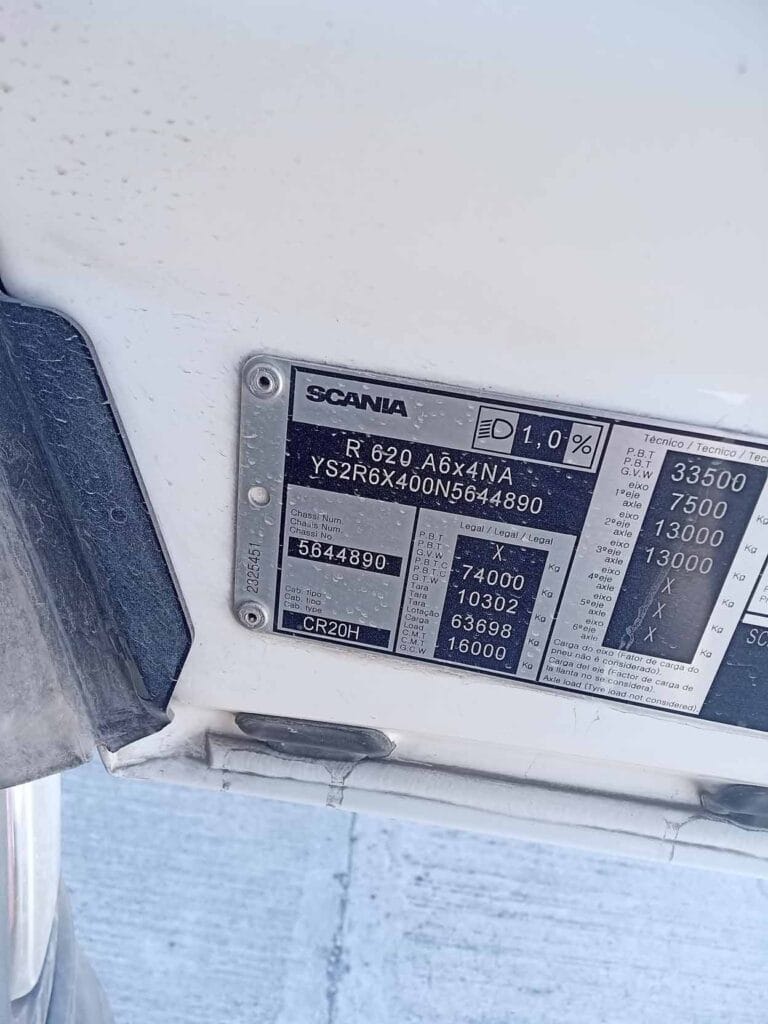 SCANIA
1,0 %
R 620 A6x4NA
YS2R6X400N5644890
Chassi Num.
Chasis Num.
Chassi No
5644890
Cab. tipo
Cab. tipo
Cab. type
CR20H
2325451
Legal / Legal / Legal
P.B.T
P.B.T
G.V.W
X
P.B.T.C
P.B.T.C
G.T.W
74000 Kg
Tara
Tara
Tara
10302 Kg
Lotação
Carga
Load
63698 Kg
C.M.T
C.M.T
G.C.W
16000 Kg
Técnico / Tecnico / Tec
P.B.T
P.B.T
G.V.W
33500 Kg
eixo
1ºeje
axle
7500 Kg
eixo
2ºeje
axle
13000 Kg
eixo
3ºeje
axle
13000 Kg
eixo
4ºeje
axle
X Kg
eixo
5ºeje
axle
X Kg
eixo
6ºeje
axle
X Kg
Carga do eixo (Fator de carga do
pneu não é considerado).
Carga del eje (Factor de carga de
la llanta no se considera).
Axle load (Tyre load not considered).